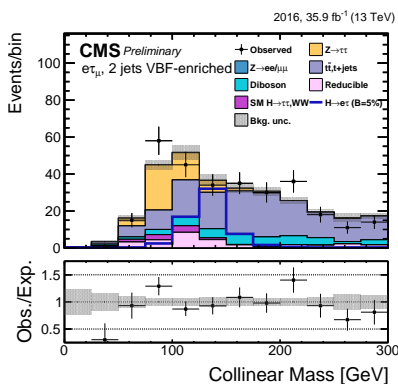 2016, 35.9 fb⁻¹ (13 TeV)
CMS Preliminary
eτμ, 2 jets VBF-enriched
Observed
Z→ττ
Z→ee/μμ
tt̄,t+jets
Diboson
Reducible
SM H→ττ,WW
H→eτ (B=5%)
Bkg. unc.
Events/bin
100
80
60
40
20
0
Obs./Exp.
1.5
1
0.5
0 100 200 300
Collinear Mass [GeV]